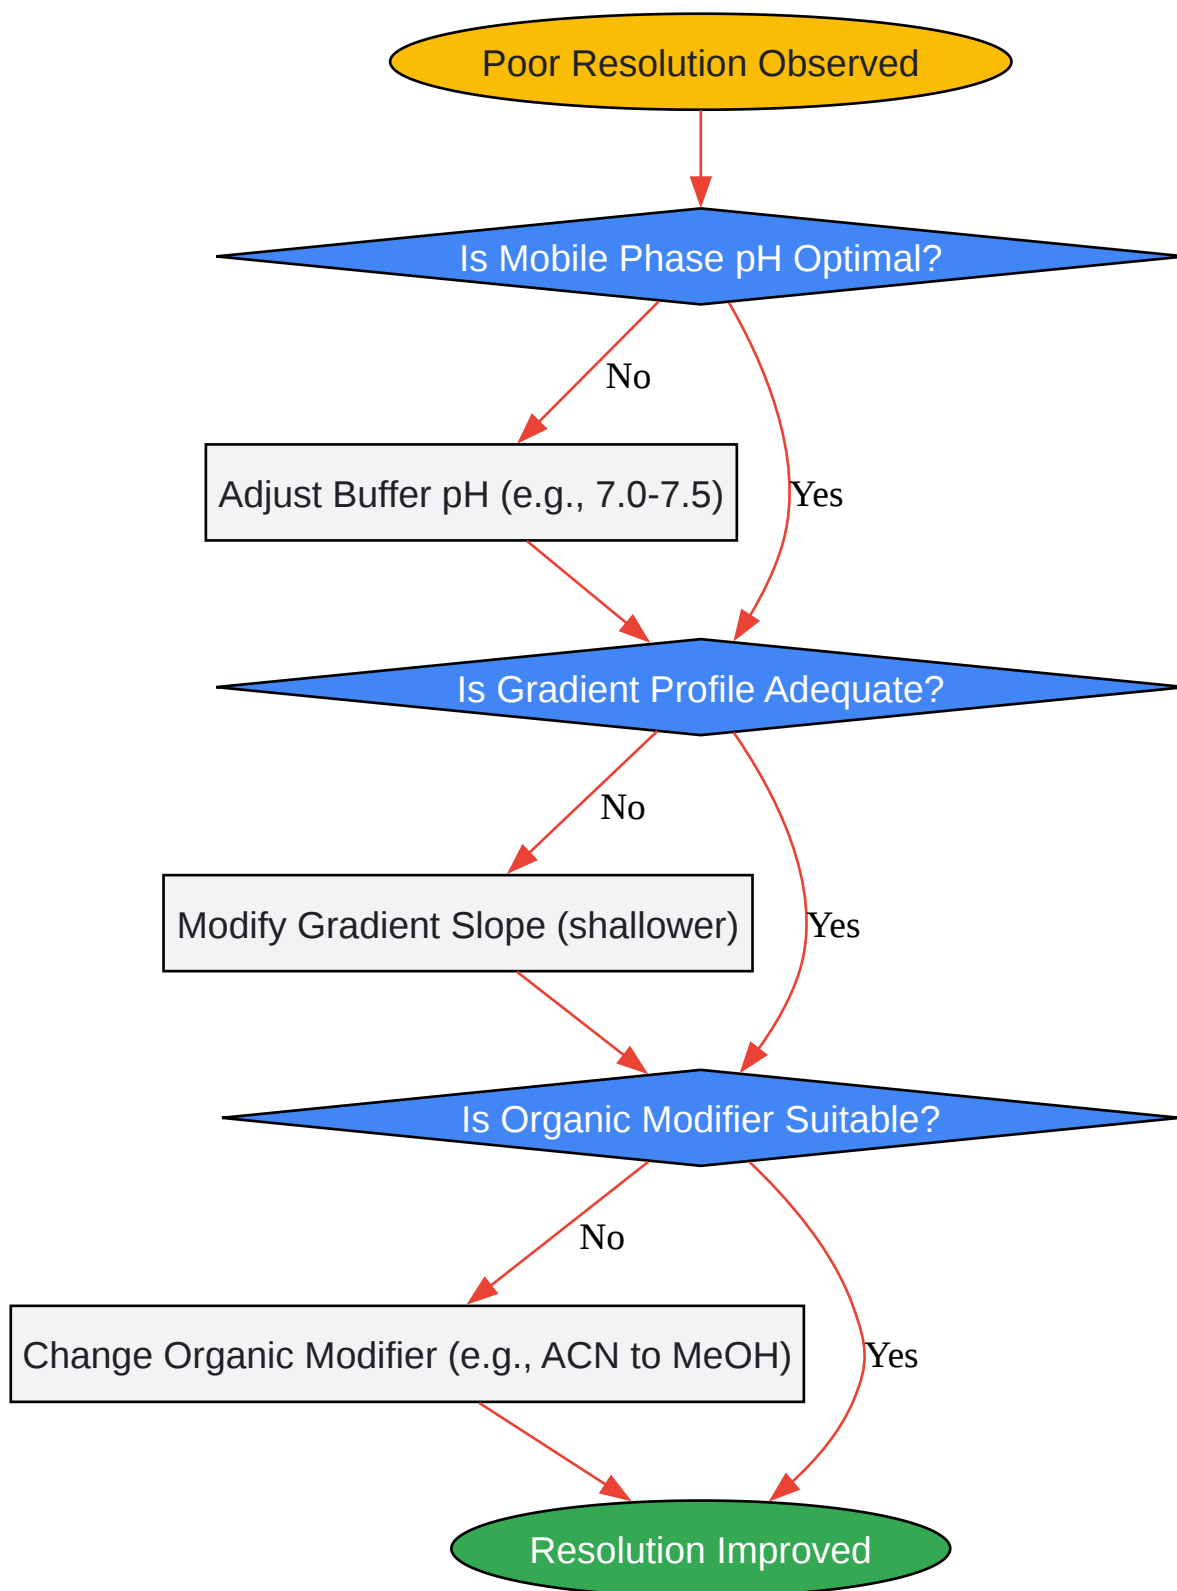 Poor Resolution Observed
Is Mobile Phase pH Optimal?
No
Adjust Buffer pH (e.g., 7.0-7.5)
Yes
Is Gradient Profile Adequate?
No
Modify Gradient Slope (shallower)
Yes
Is Organic Modifier Suitable?
No
Change Organic Modifier (e.g., ACN to MeOH)
Yes
Resolution Improved